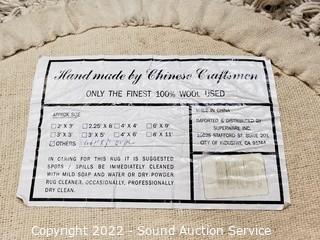 Hand made by Chinese Craftsmen
ONLY THE FINEST 100% WOOL USED
APPROX SIZE
☐ 2' X 3' ☐ 2.25' X 8' ☐ 4' X 4' ☐ 6' X 9'
☐ 3' X 3' ☐ 3' X 5' ☐ 4' X 6' ☐ 8' X 11'
☑ OTHERS
IN CARING FOR THIS RUG IT IS SUGGESTED
SPOTS / SPILLS BE IMMEDIATELY CLEANED
WITH MILD SOAP AND WATER OR DRY POWDER
RUG CLEANER, OCCASIONALLY, PROFESSIONALLY
DRY CLEAN.
MADE IN CHINA
IMPORTED & DISTRIBUTED BY
STAFFORD ST.
CITY OF INDUSTRY, CA 91744
Copyright 2022 - Sound Auction Service